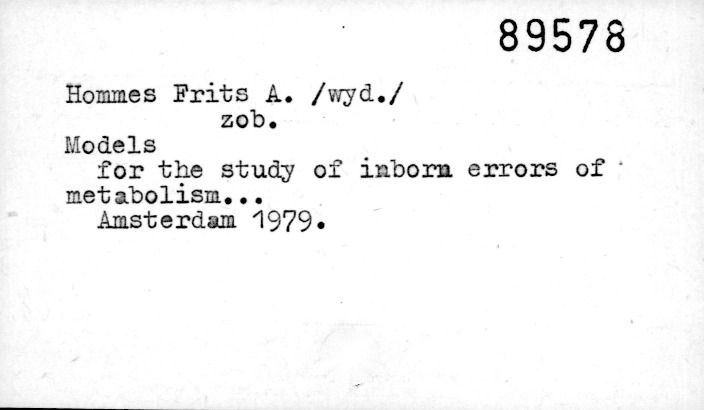 89578
Hommes Frits A. /wyd./
zob.
Models
for the study of inborn errors of
metabolism...
Amsterdam 1979.